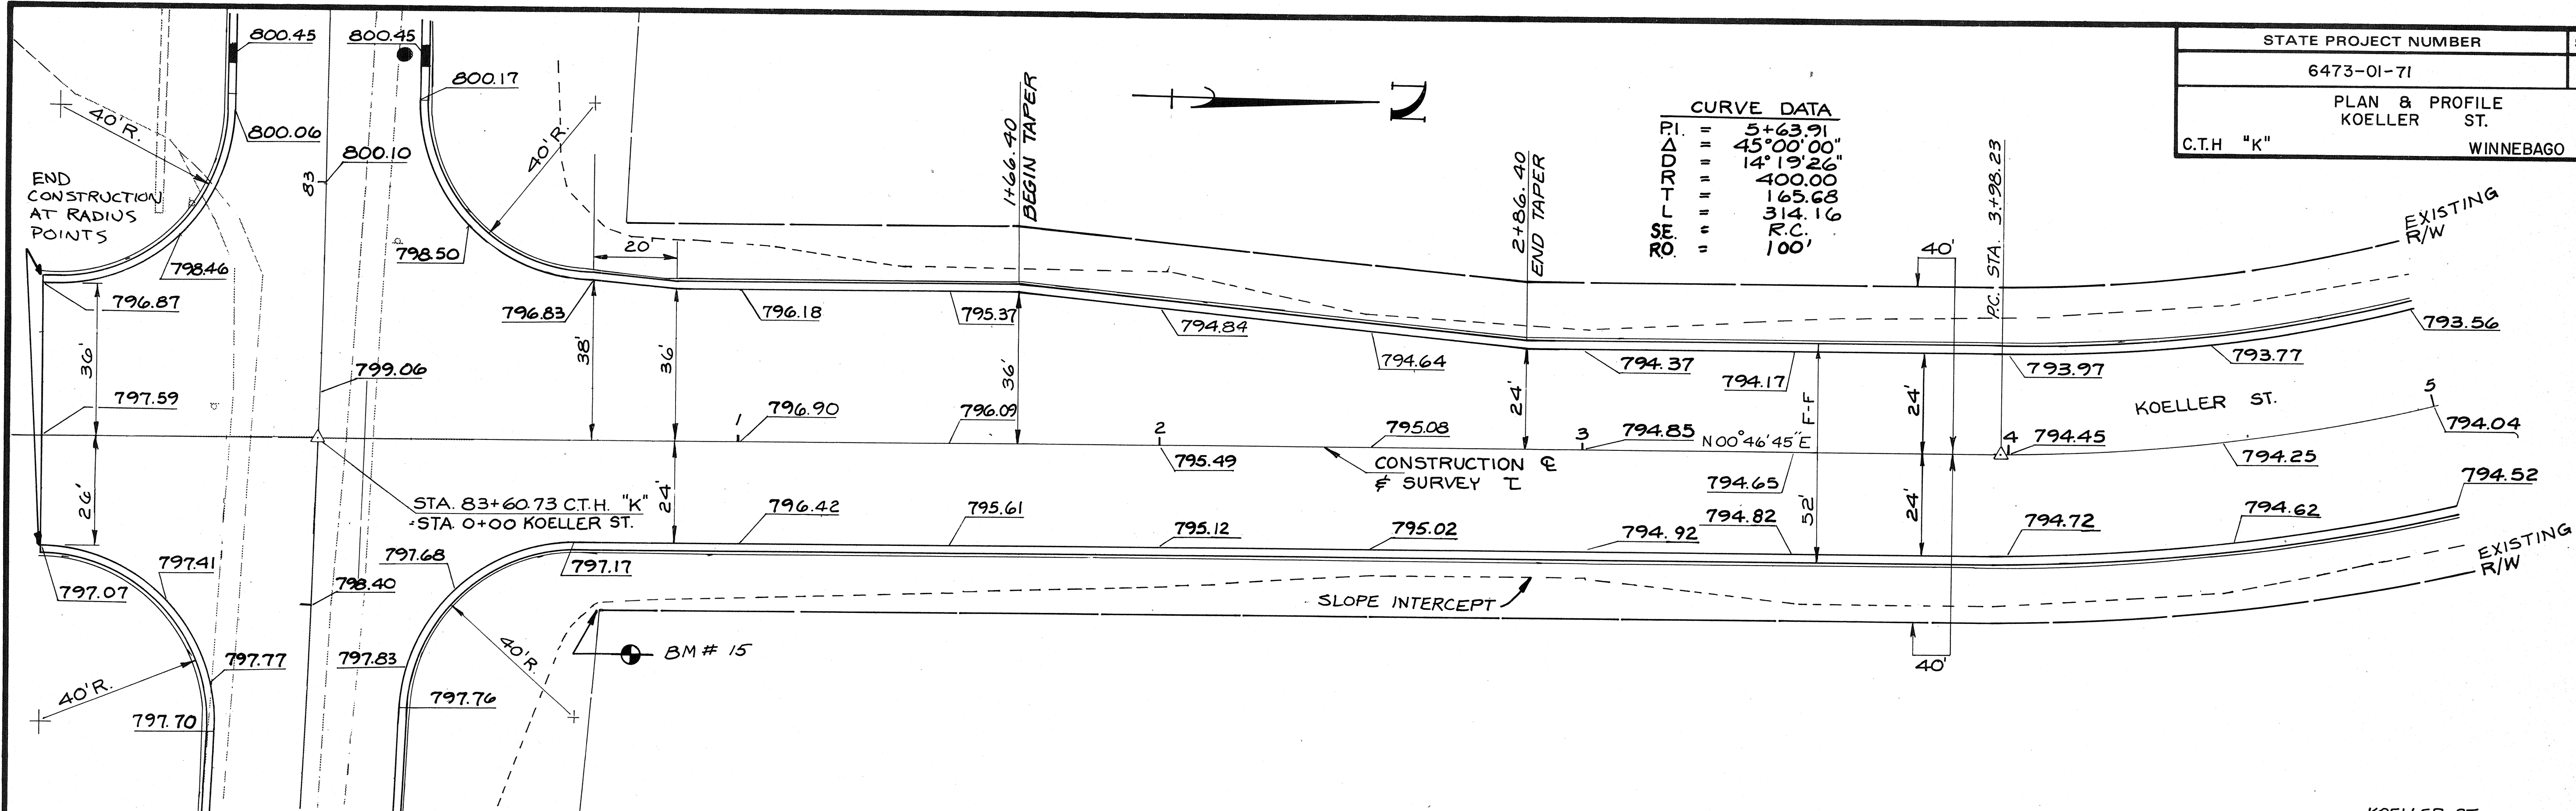 STATE PROJECT NUMBER
6473-01-71
PLAN & PROFILE
KOELLER ST.
C.T.H "K" WINNEBAGO
CURVE DATA
P.I. = 5+63.91
Δ = 45°00'00"
D = 14°19'26"
R = 400.00
T = 165.68
L = 314.16
SE. = R.C.
RO. = 100'
800.45
800.45
800.17
40'R.
800.06
800.10
83
40'R.
END
CONSTRUCTION
AT RADIUS
POINTS
798.46
798.50
20'
1+66.40
BEGIN TAPER
2+86.40
END TAPER
P.C. STA. 3+98.23
40'
EXISTING
R/W
796.87
796.83
796.18
795.37
794.84
794.64
794.37
794.17
793.97
793.77
793.56
36'
38'
36'
36'
24'
24'
797.59
799.06
1
796.90
796.09
2
795.49
795.08
3
794.85
N00°46'45"E
F-F
794.65
4
794.45
794.25
5
794.04
KOELLER ST.
CONSTRUCTION ℄
& SURVEY
26'
STA. 83+60.73 C.T.H. "K"
=STA. 0+00 KOELLER ST.
24'
796.42
795.61
795.12
795.02
794.92
794.82
52'
24'
794.72
794.62
794.52
EXISTING
R/W
797.07
797.41
798.40
797.68
797.17
SLOPE INTERCEPT
BM# 15
40'
40'R.
797.77
797.70
797.83
797.76
40'R.
N